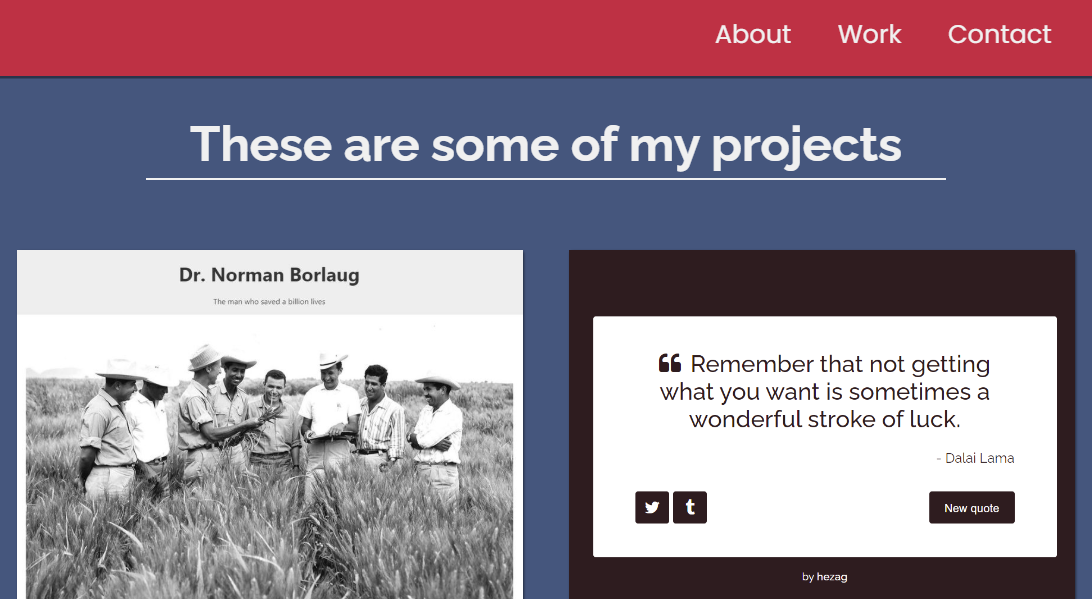 About Work Contact
These are some of my projects
Dr. Norman Borlaug
The man who saved a billion lives
❝ Remember that not getting
what you want is sometimes a
wonderful stroke of luck.
- Dalai Lama
New quote
by hezag